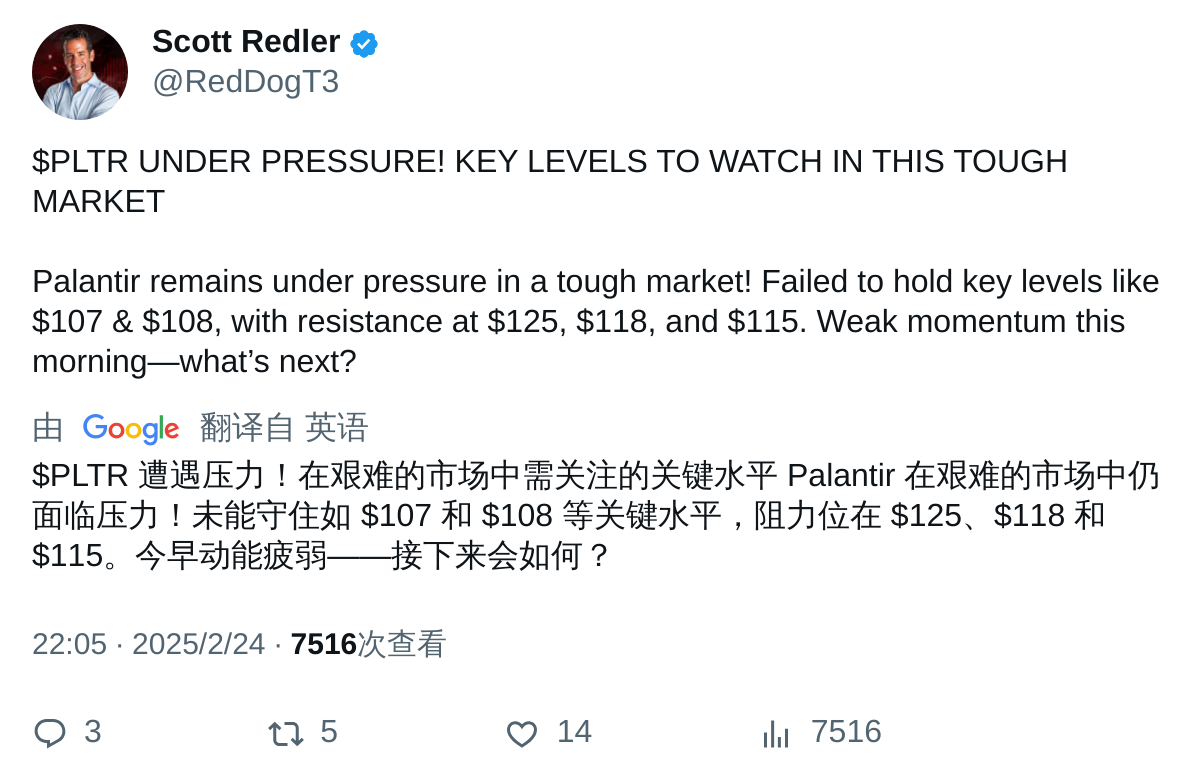 Scott Redler
@RedDogT3
$PLTR UNDER PRESSURE! KEY LEVELS TO WATCH IN THIS TOUGH
MARKET
Palantir remains under pressure in a tough market! Failed to hold key levels like
$107 & $108, with resistance at $125, $118, and $115. Weak momentum this
morning—what’s next?
由 Google 翻译自 英语
$PLTR 遭遇压力！在艰难的市场中需关注的关键水平 Palantir 在艰难的市场中仍
面临压力！未能守住如 $107 和 $108 等关键水平，阻力位在 $125、$118 和
$115。今早动能疲弱——接下来会如何？
22:05 · 2025/2/24 · 7516次查看
3 5 14 7516